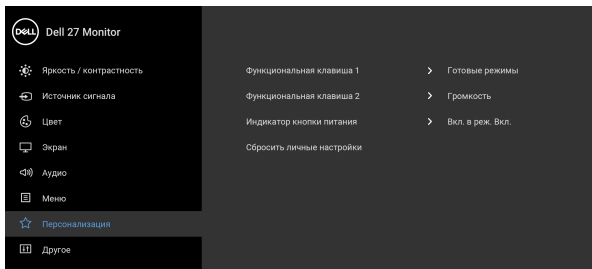 DELL Dell 27 Monitor
Яркость / контрастность
Функциональная клавиша 1 > Готовые режимы
Источник сигнала
Функциональная клавиша 2 > Громкость
Цвет
Индикатор кнопки питания > Вкл. в реж. Вкл.
Экран
Сбросить личные настройки
Аудио
Меню
Персонализация
Другое